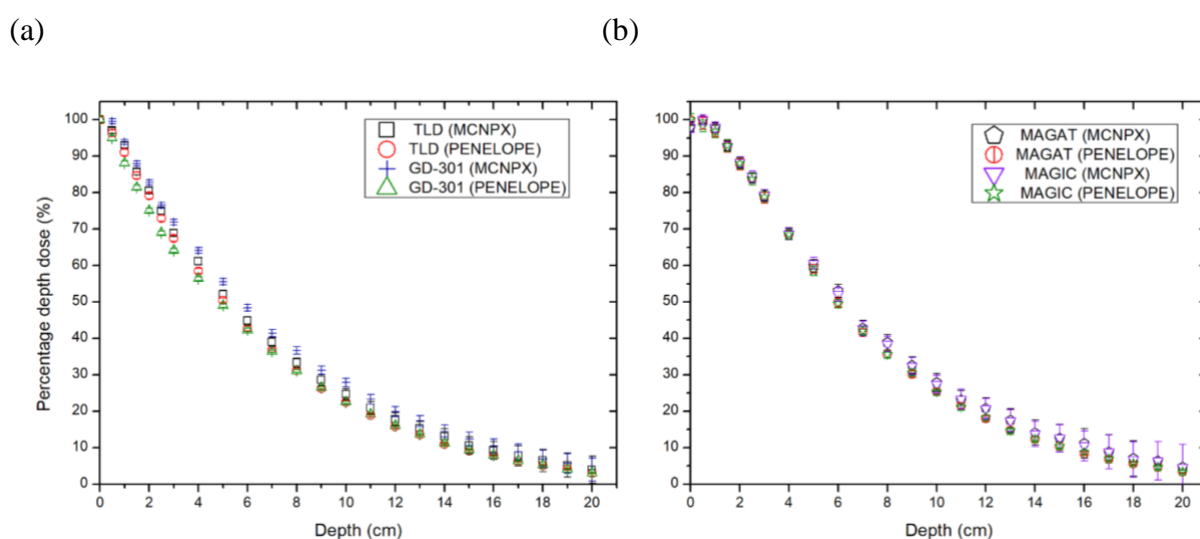 (a)
(b)
TLD (MCNPX)
TLD (PENELOPE)
GD-301 (MCNPX)
GD-301 (PENELOPE)
Percentage depth dose (%)
100
90
80
70
60
50
40
30
20
10
0
0 2 4 6 8 10 12 14 16 18 20
Depth (cm)
MAGAT (MCNPX)
MAGAT (PENELOPE)
MAGIC (MCNPX)
MAGIC (PENELOPE)
100
90
80
70
60
50
40
30
20
10
0
0 2 4 6 8 10 12 14 16 18 20
Depth (cm)